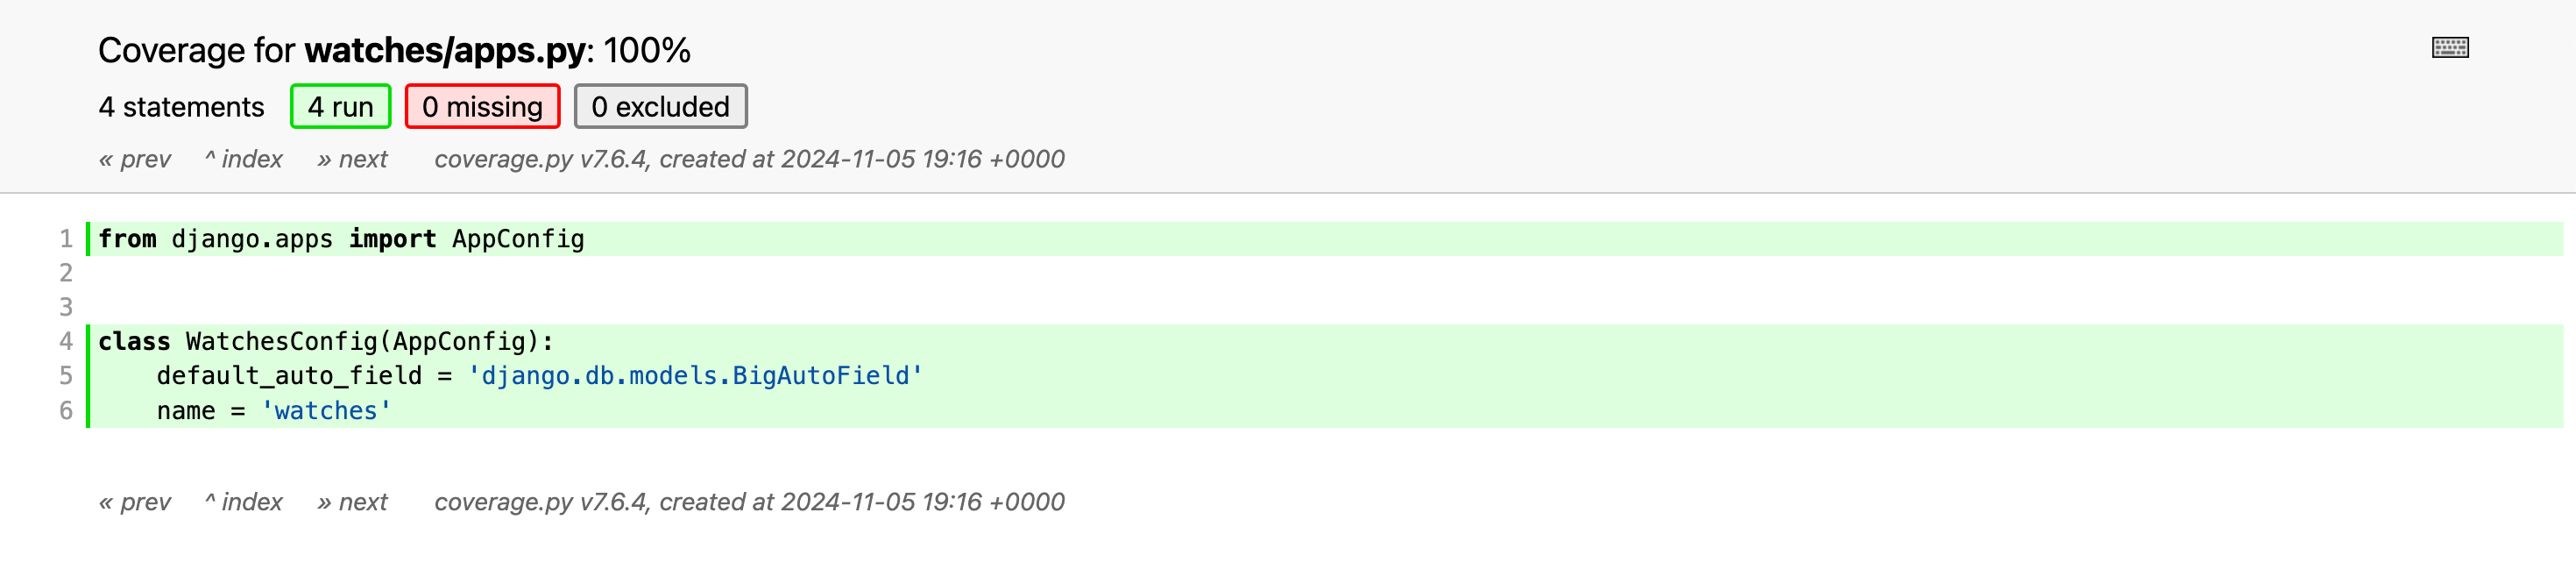 Coverage for watches/apps.py: 100%
4 statements 4 run 0 missing 0 excluded
« prev ^ index » next coverage.py v7.6.4, created at 2024-11-05 19:16 +0000
1 from django.apps import AppConfig
2
3
4 class WatchesConfig(AppConfig):
5     default_auto_field = 'django.db.models.BigAutoField'
6     name = 'watches'
« prev ^ index » next coverage.py v7.6.4, created at 2024-11-05 19:16 +0000